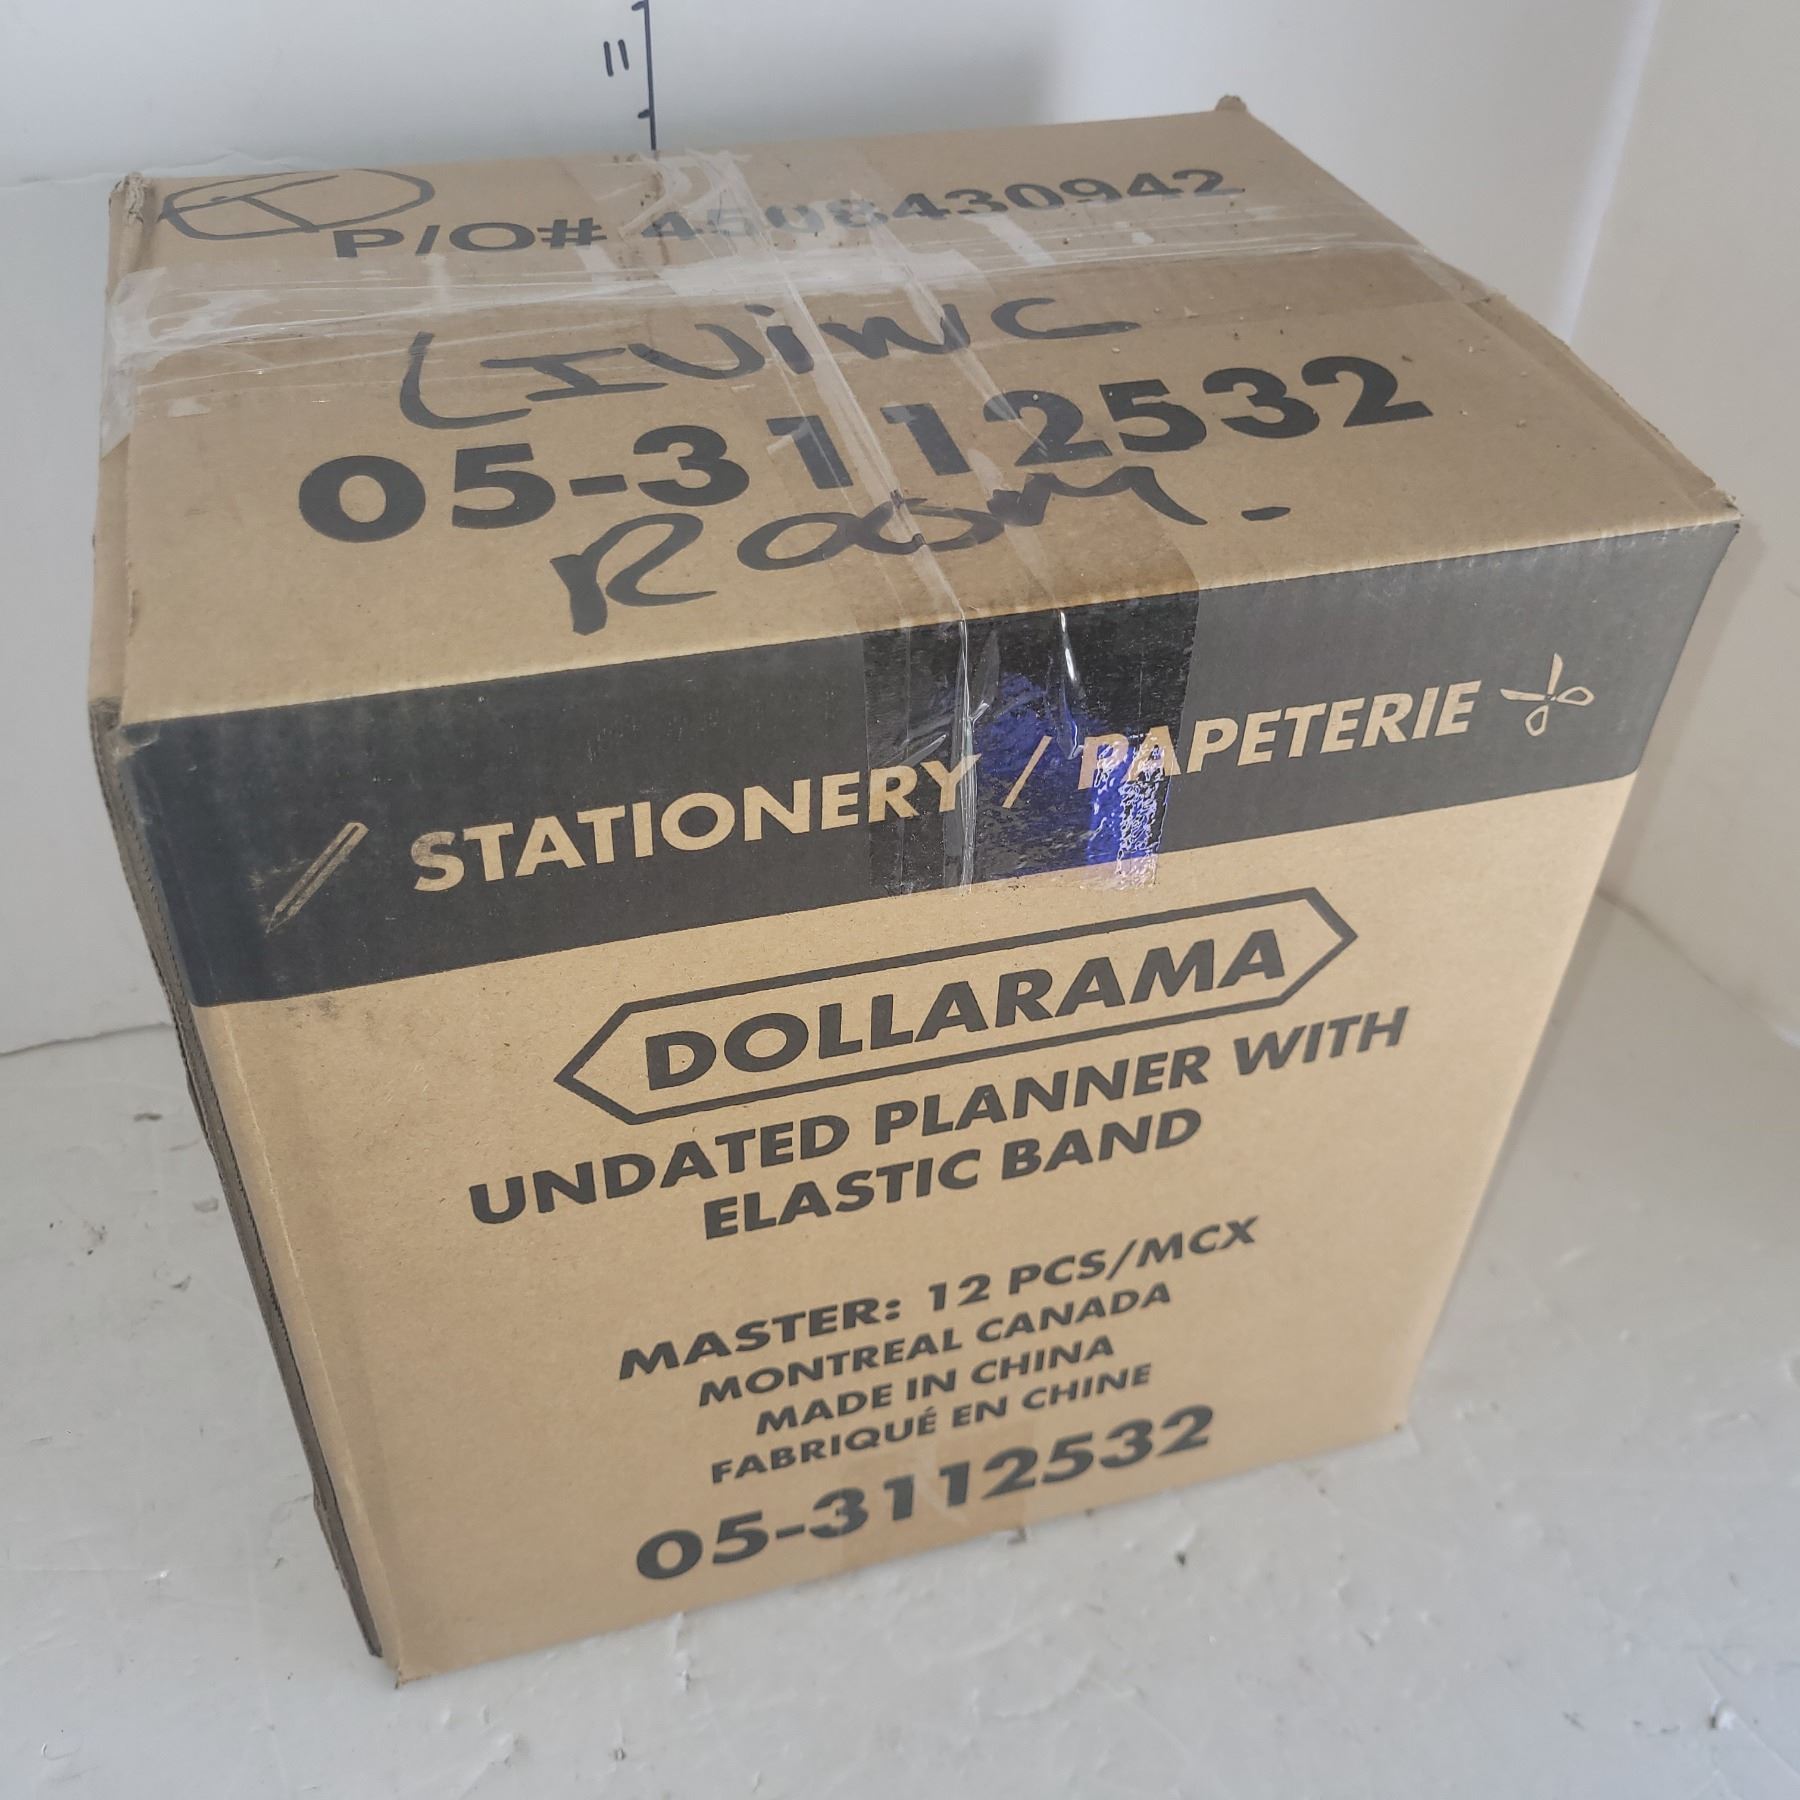 11
K
P/O# 4508430942
LIVING
05-3112532
ROOM.-
STATIONERY / PAPETERIE
DOLLARAMA
UNDATED PLANNER WITH
ELASTIC BAND
MASTER: 12 PCS/MCX
MONTREAL CANADA
MADE IN CHINA
FABRIQUÉ EN CHINE
05-3112532